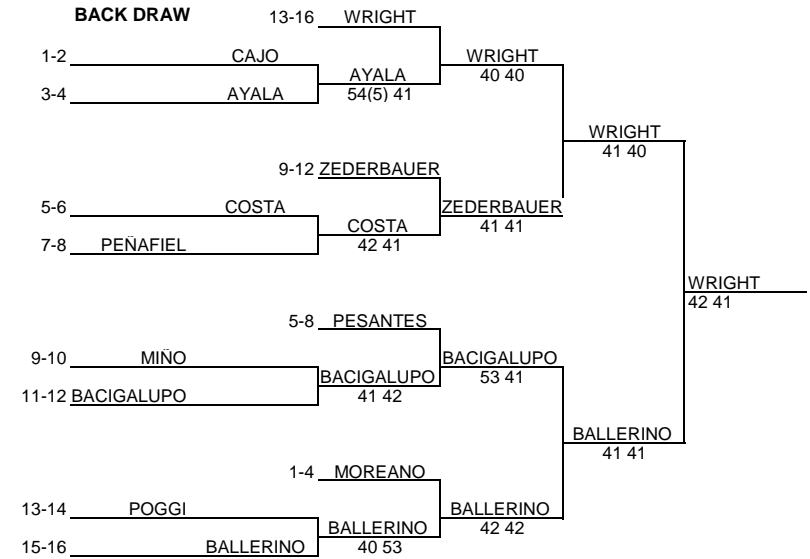 BACK DRAW
13-16 WRIGHT
1-2 CAJO WRIGHT
AYALA 40 40
3-4 AYALA 54(5) 41
WRIGHT
41 40
9-12 ZEDERBAUER
5-6 COSTA ZEDERBAUER
COSTA 41 41
7-8 PEÑAFIEL 42 41
WRIGHT
42 41
5-8 PESANTES
9-10 MIÑO BACIGALUPO
BACIGALUPO 53 41
11-12 BACIGALUPO 41 42
BALLERINO
41 41
1-4 MOREANO
13-14 POGGI BALLERINO
BALLERINO 42 42
15-16 BALLERINO 40 53